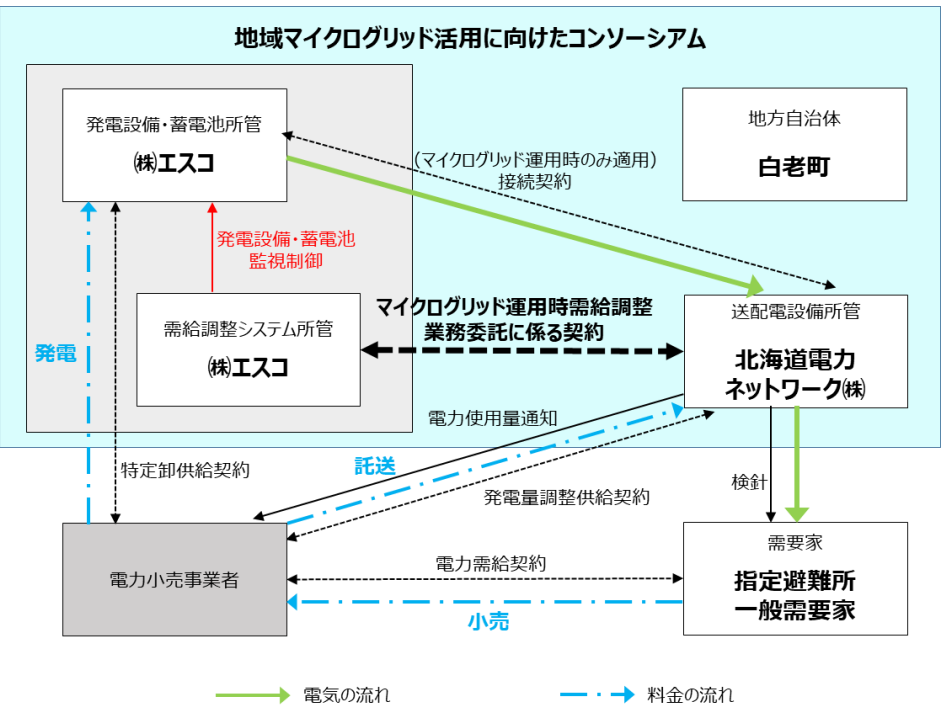 地域マイクログリッド活用に向けたコンソーシアム
発電設備・蓄電池所管
㈱エスコ
地方自治体
白老町
(マイクログリッド運用時のみ適用)
接続契約
発電設備・蓄電池
監視制御
需給調整システム所管
㈱エスコ
マイクログリッド運用時需給調整
業務委託に係る契約
送配電設備所管
北海道電力
ネットワーク㈱
発電
電力使用量通知
託送
特定卸供給契約
発電量調整供給契約
検針
電力小売事業者
電力需給契約
小売
需要家
指定避難所
一般需要家
電気の流れ
料金の流れ